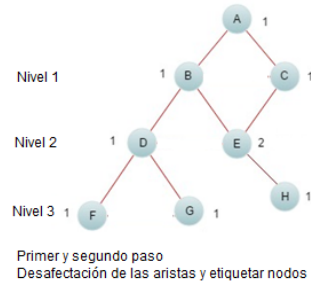 A 1
Nivel 1 1 B C 1
Nivel 2 1 D E 2
H 1
Nivel 3 1 F G 1
Primer y segundo paso
Desafectación de las aristas y etiquetar nodos